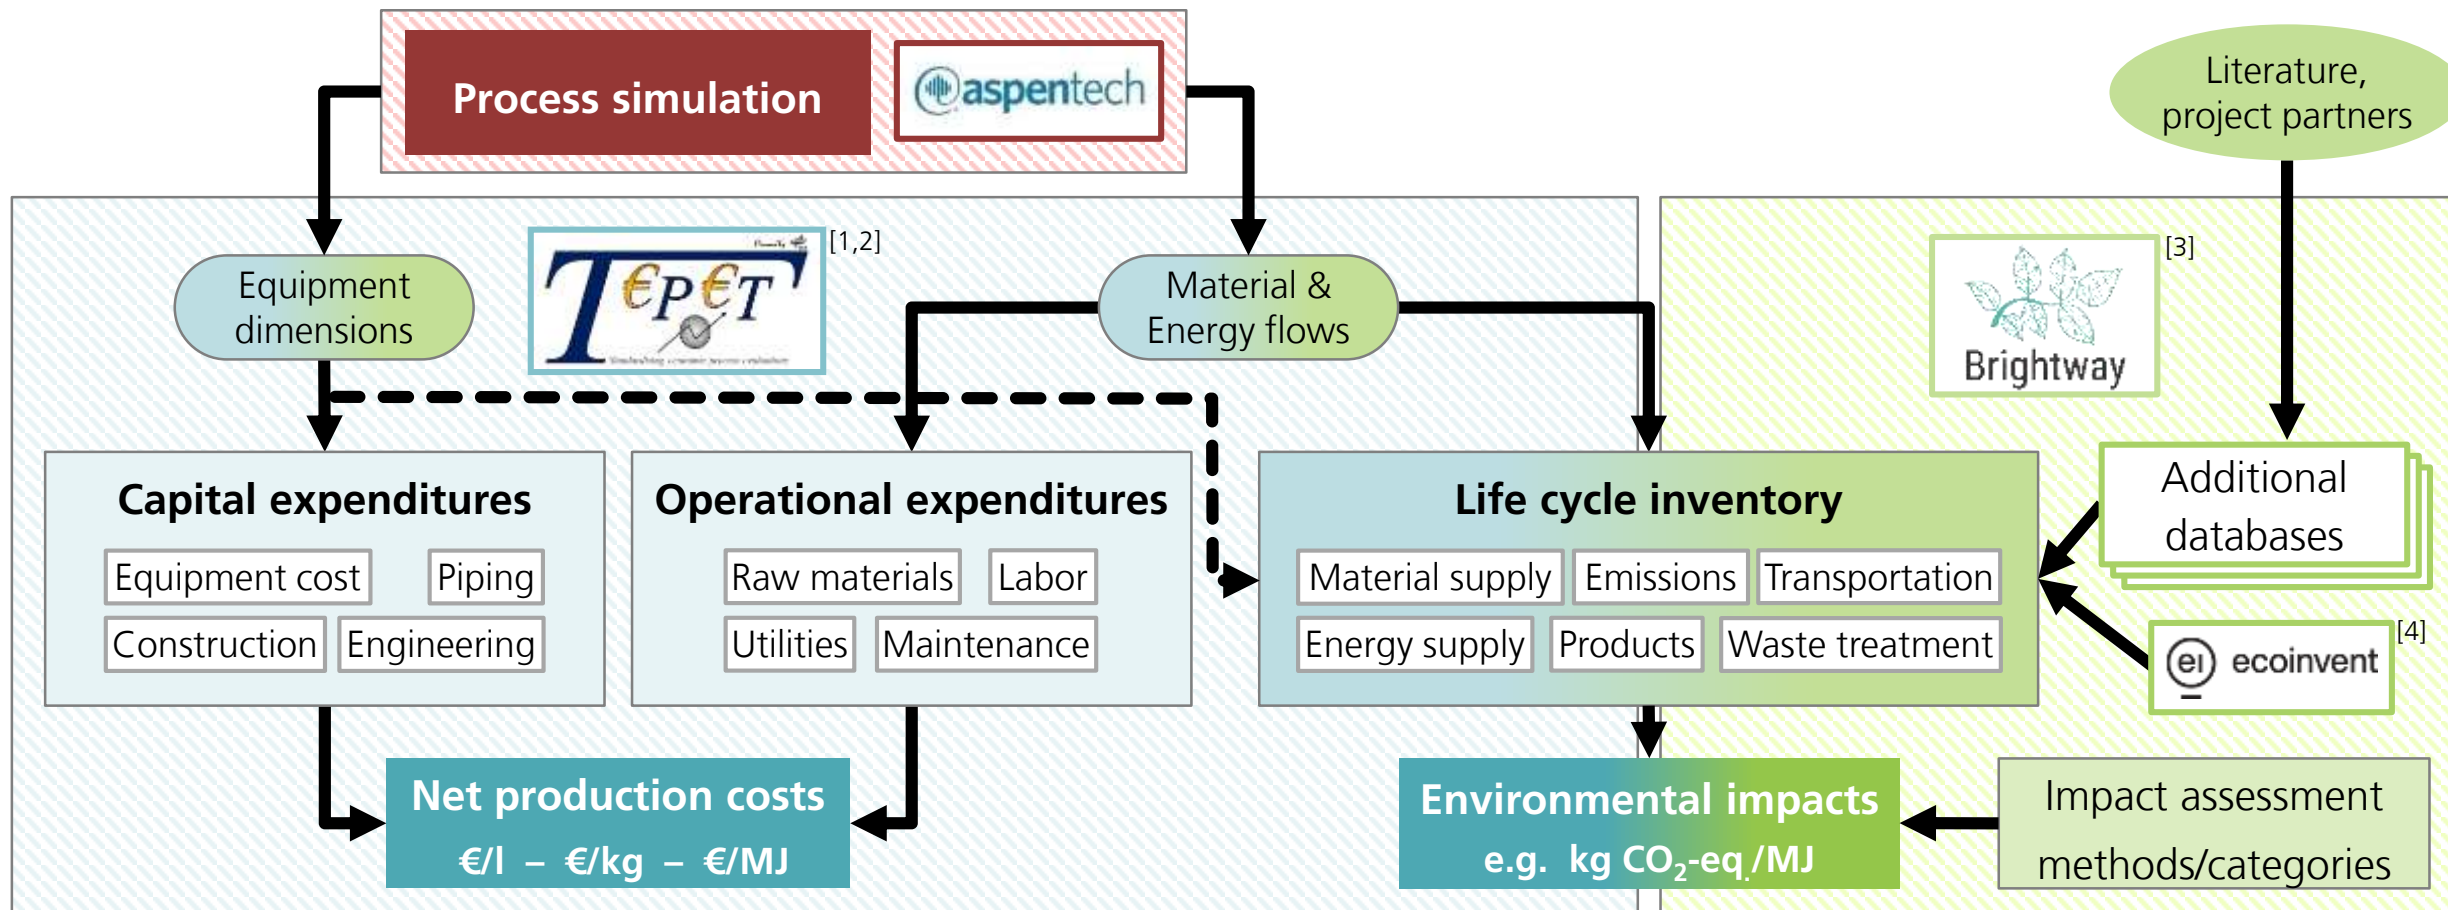 Process simulation
aspentech
Literature,
project partners
[1,2]
TEPET
Equipment
dimensions
Material &
Energy flows
[3]
Brightway
Capital expenditures
Equipment cost
Piping
Construction
Engineering
Operational expenditures
Raw materials
Labor
Utilities
Maintenance
Life cycle inventory
Material supply
Emissions
Transportation
Energy supply
Products
Waste treatment
Additional
databases
[4]
ei ecoinvent
Net production costs
€/l – €/kg – €/MJ
Environmental impacts
e.g. kg CO₂-eq./MJ
Impact assessment
methods/categories